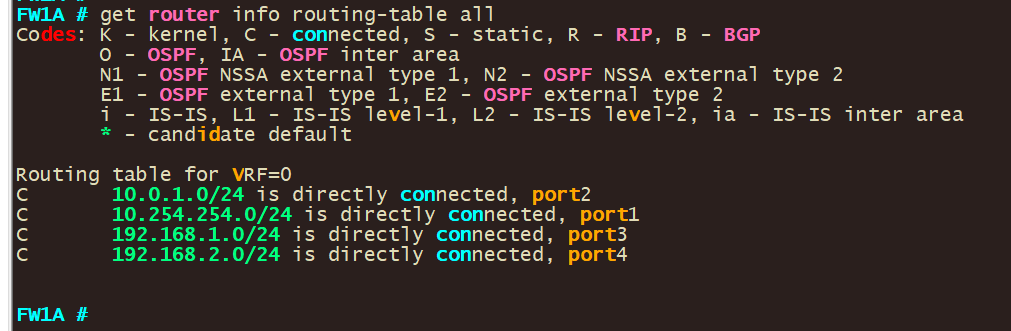 FW1A #
FW1A # get router info routing-table all
Codes: K - kernel, C - connected, S - static, R - RIP, B - BGP
O - OSPF, IA - OSPF inter area
N1 - OSPF NSSA external type 1, N2 - OSPF NSSA external type 2
E1 - OSPF external type 1, E2 - OSPF external type 2
i - IS-IS, L1 - IS-IS level-1, L2 - IS-IS level-2, ia - IS-IS inter area
* - candidate default
Routing table for VRF=0
C 10.0.1.0/24 is directly connected, port2
C 10.254.254.0/24 is directly connected, port1
C 192.168.1.0/24 is directly connected, port3
C 192.168.2.0/24 is directly connected, port4
FW1A #